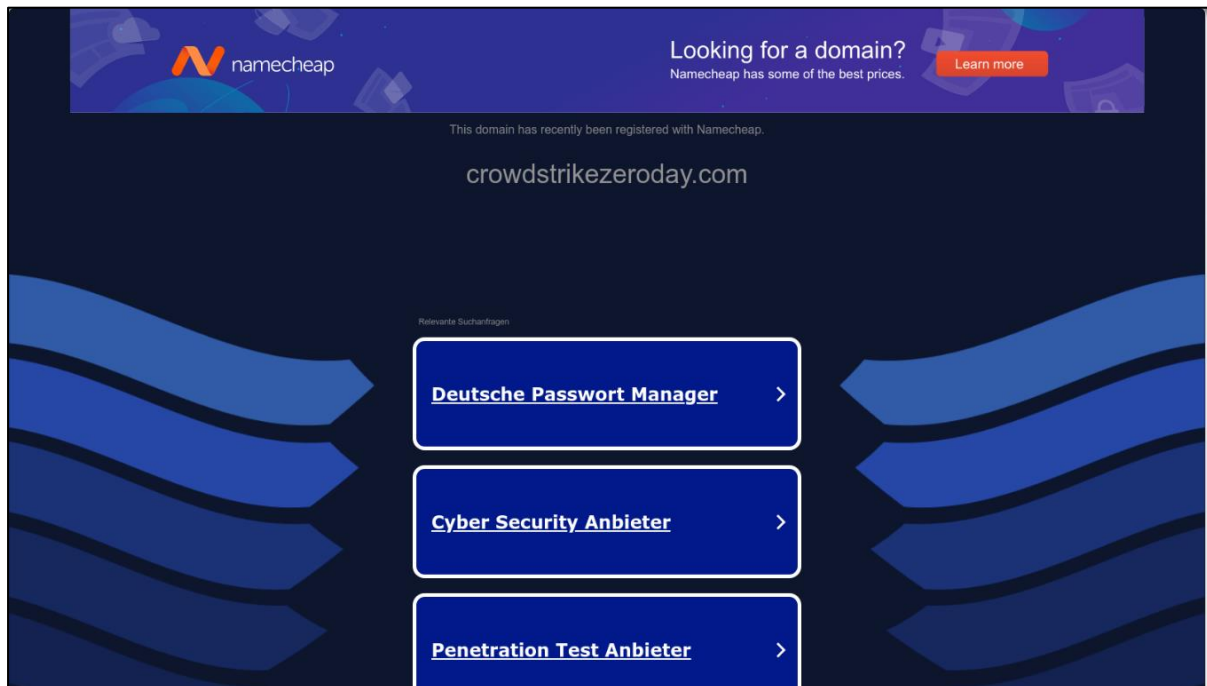 namecheap
Looking for a domain?
Namecheap has some of the best prices.
Learn more
This domain has recently been registered with Namecheap.
crowdstrikezeroday.com
Relevante Suchanfragen
Deutsche Passwort Manager
Cyber Security Anbieter
Penetration Test Anbieter